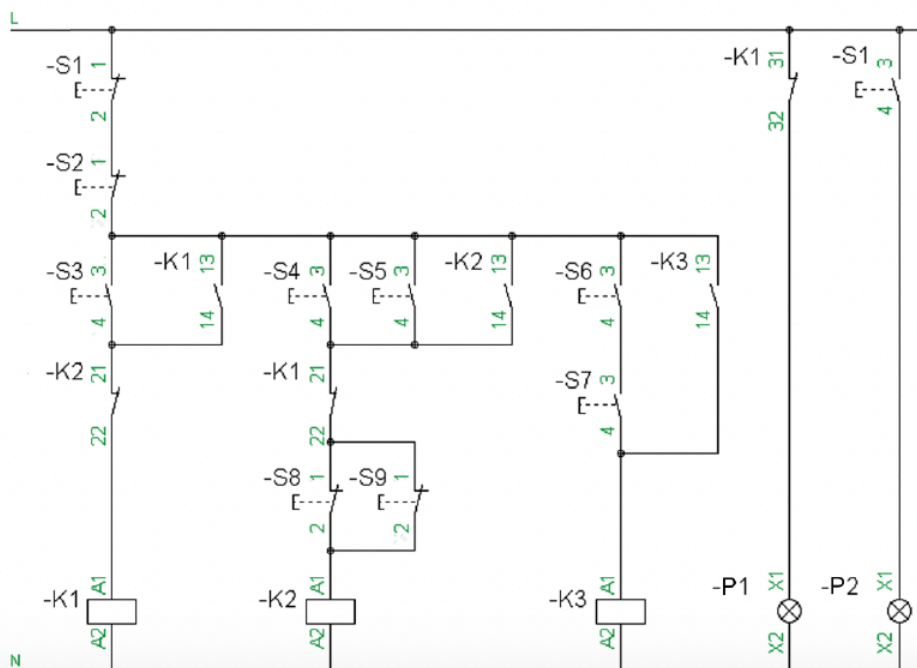 L
-S1 1
2
-K1 31
32
-S1 3
4
-S2 1
2
-S3 3
4
-K1 13
14
-S4 3
4
-S5 3
4
-K2 13
14
-S6 3
4
-K3 13
14
-K2 21
22
-K1 21
22
-S7 3
4
-S8 1
2
-S9 1
2
-K1 A1
A2
-K2 A1
A2
-K3 A1
A2
-P1 X1
X2
-P2 X1
X2
N